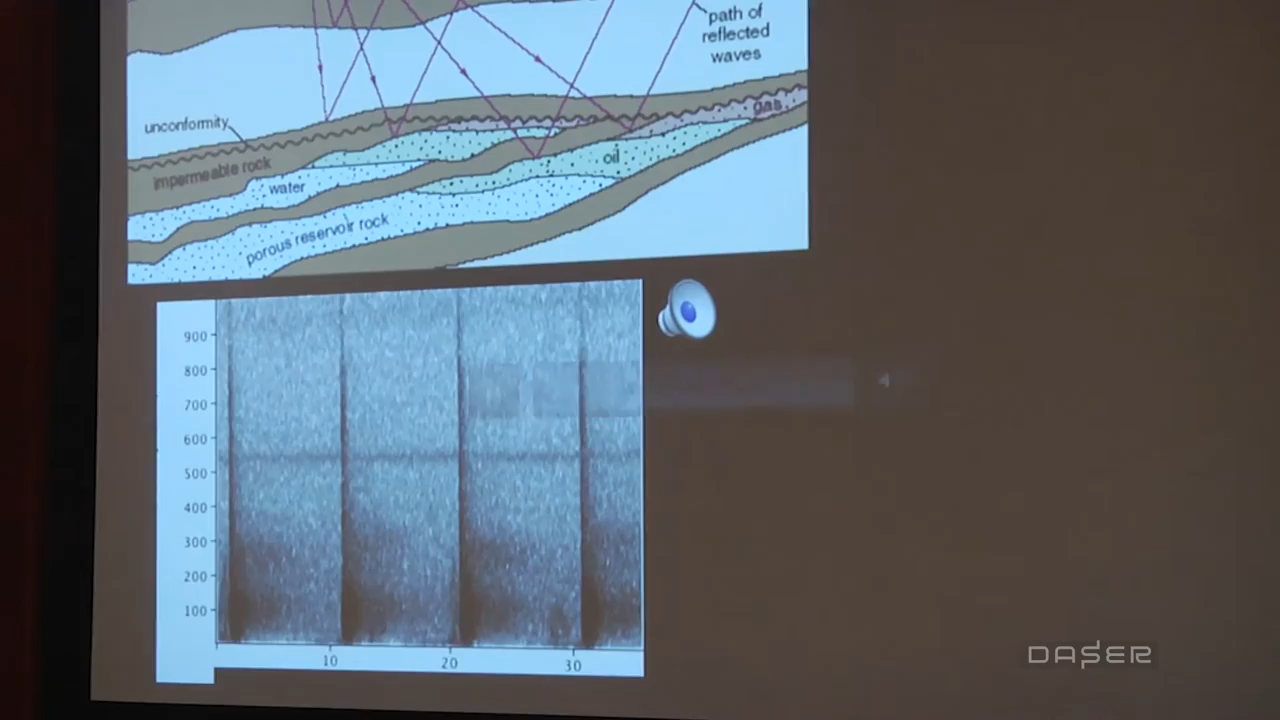 path of
reflected
waves
gas
unconformity
oil
impermeable rock
water
porous reservoir rock
900
800
700
600
500
400
300
200
100
10
20
30
DASER